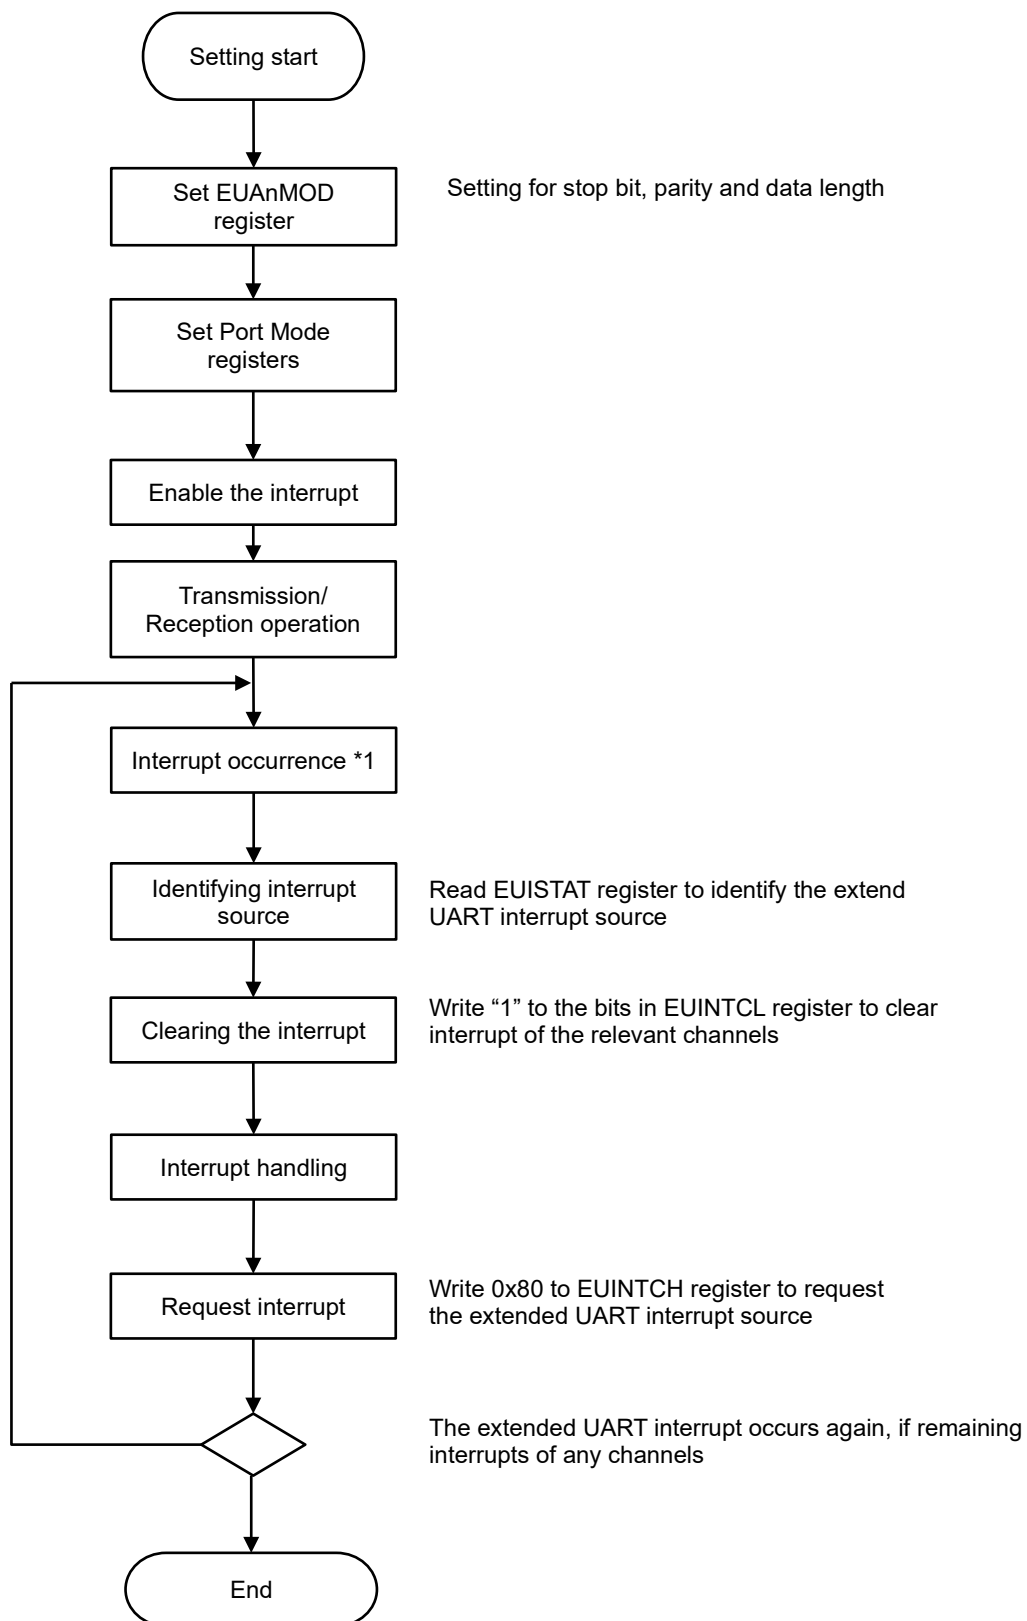 Setting start
Set EUAnMOD
register
Setting for stop bit, parity and data length
Set Port Mode
registers
Enable the interrupt
Transmission/
Reception operation
Interrupt occurrence *1
Identifying interrupt
source
Read EUISTAT register to identify the extend
UART interrupt source
Clearing the interrupt
Write “1” to the bits in EUINTCL register to clear
interrupt of the relevant channels
Interrupt handling
Request interrupt
Write 0x80 to EUINTCH register to request
the extended UART interrupt source
The extended UART interrupt occurs again, if remaining
interrupts of any channels
End